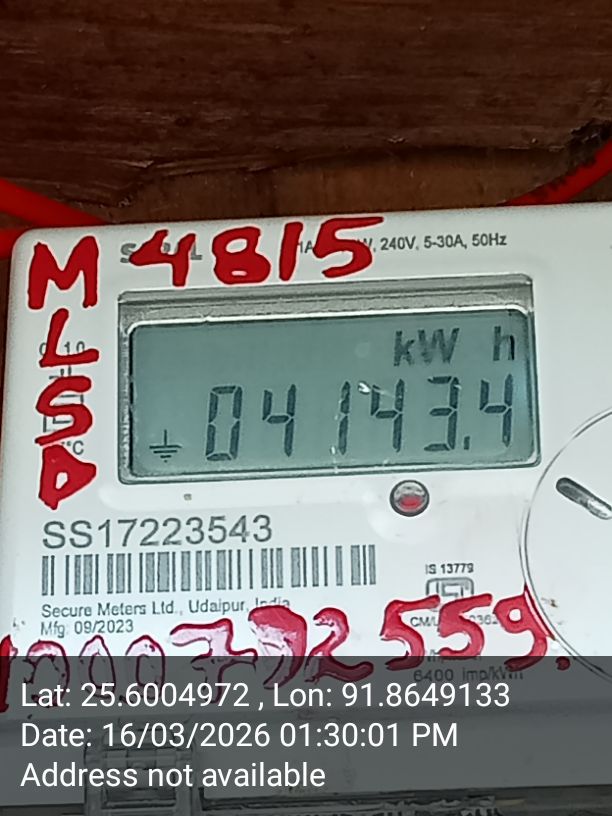 M 4815
L
S
D
240V, 5-30A, 50Hz
kW h
04143.4
SS17223543
IS 13779
Secure Meters Ltd., Udaipur, India
Mfg. 09/2023
1000792559.
6400 imp/kWh
Lat: 25.6004972 , Lon: 91.8649133
Date: 16/03/2026 01:30:01 PM
Address not available